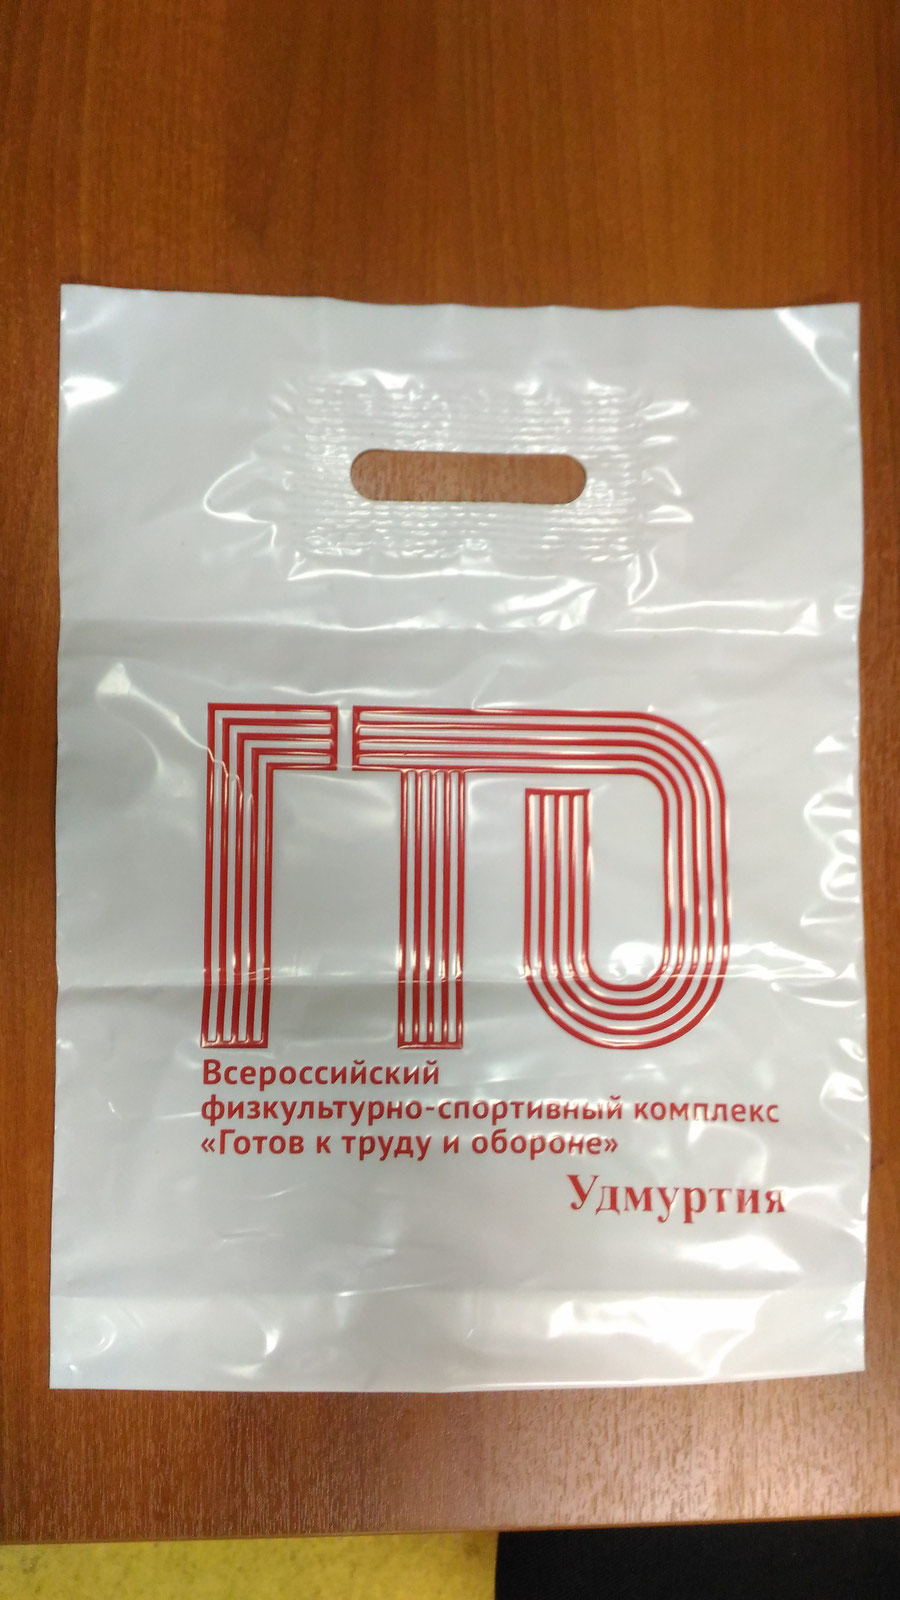 ГТО
Всероссийский
физкультурно-спортивный комплекс
«Готов к труду и обороне»
Удмуртия